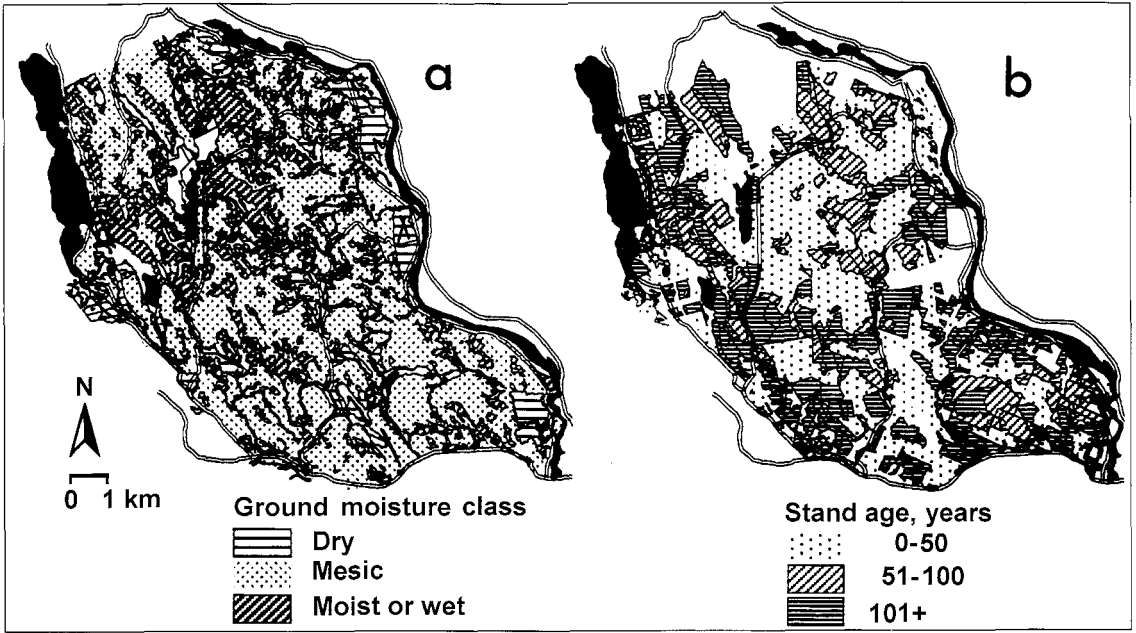 a
b
N
0 1 km
Ground moisture class
Dry
Mesic
Moist or wet
Stand age, years
0-50
51-100
101+